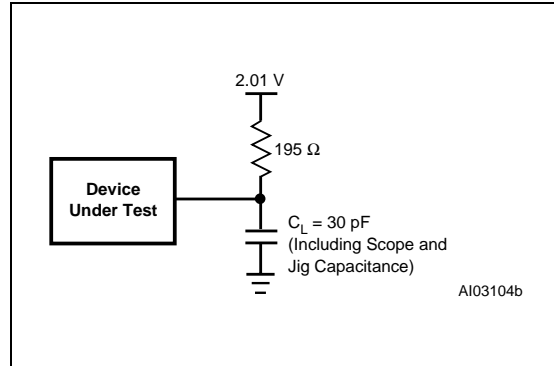 2.01 V
195 Ω
Device
Under Test
C_L = 30 pF
(Including Scope and
Jig Capacitance)
AI03104b